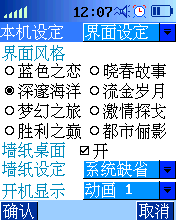 12:07
本机设定 界面设定
界面风格
蓝色之恋 晓春故事
深邃海洋 流金岁月
梦幻之旅 激情探戈
胜利之巅 都市俪影
墙纸桌面 开
墙纸设定 系统缺省
开机显示 动画 1
确认 取消